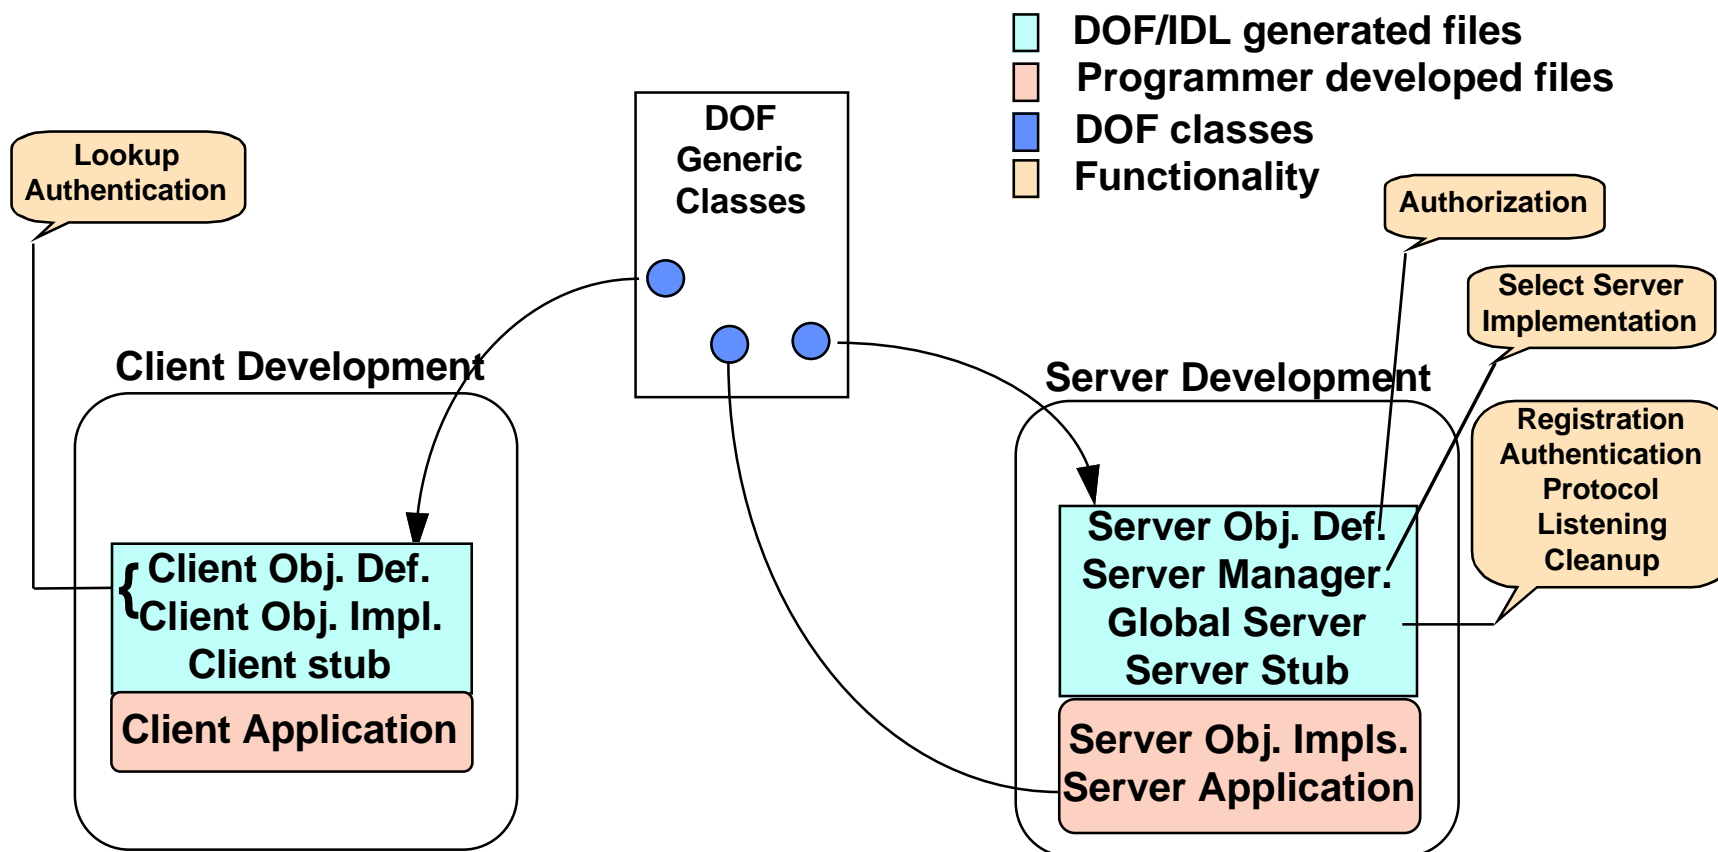 DOF/IDL generated files
Programmer developed files
DOF classes
Functionality
DOF
Generic
Classes
Lookup
Authentication
Authorization
Select Server
Implementation
Client Development
Server Development
Registration
Authentication
Protocol
Listening
Cleanup
{ Client Obj. Def.
Client Obj. Impl.
Client stub
Client Application
Server Obj. Def.
Server Manager.
Global Server
Server Stub
Server Obj. Impls.
Server Application